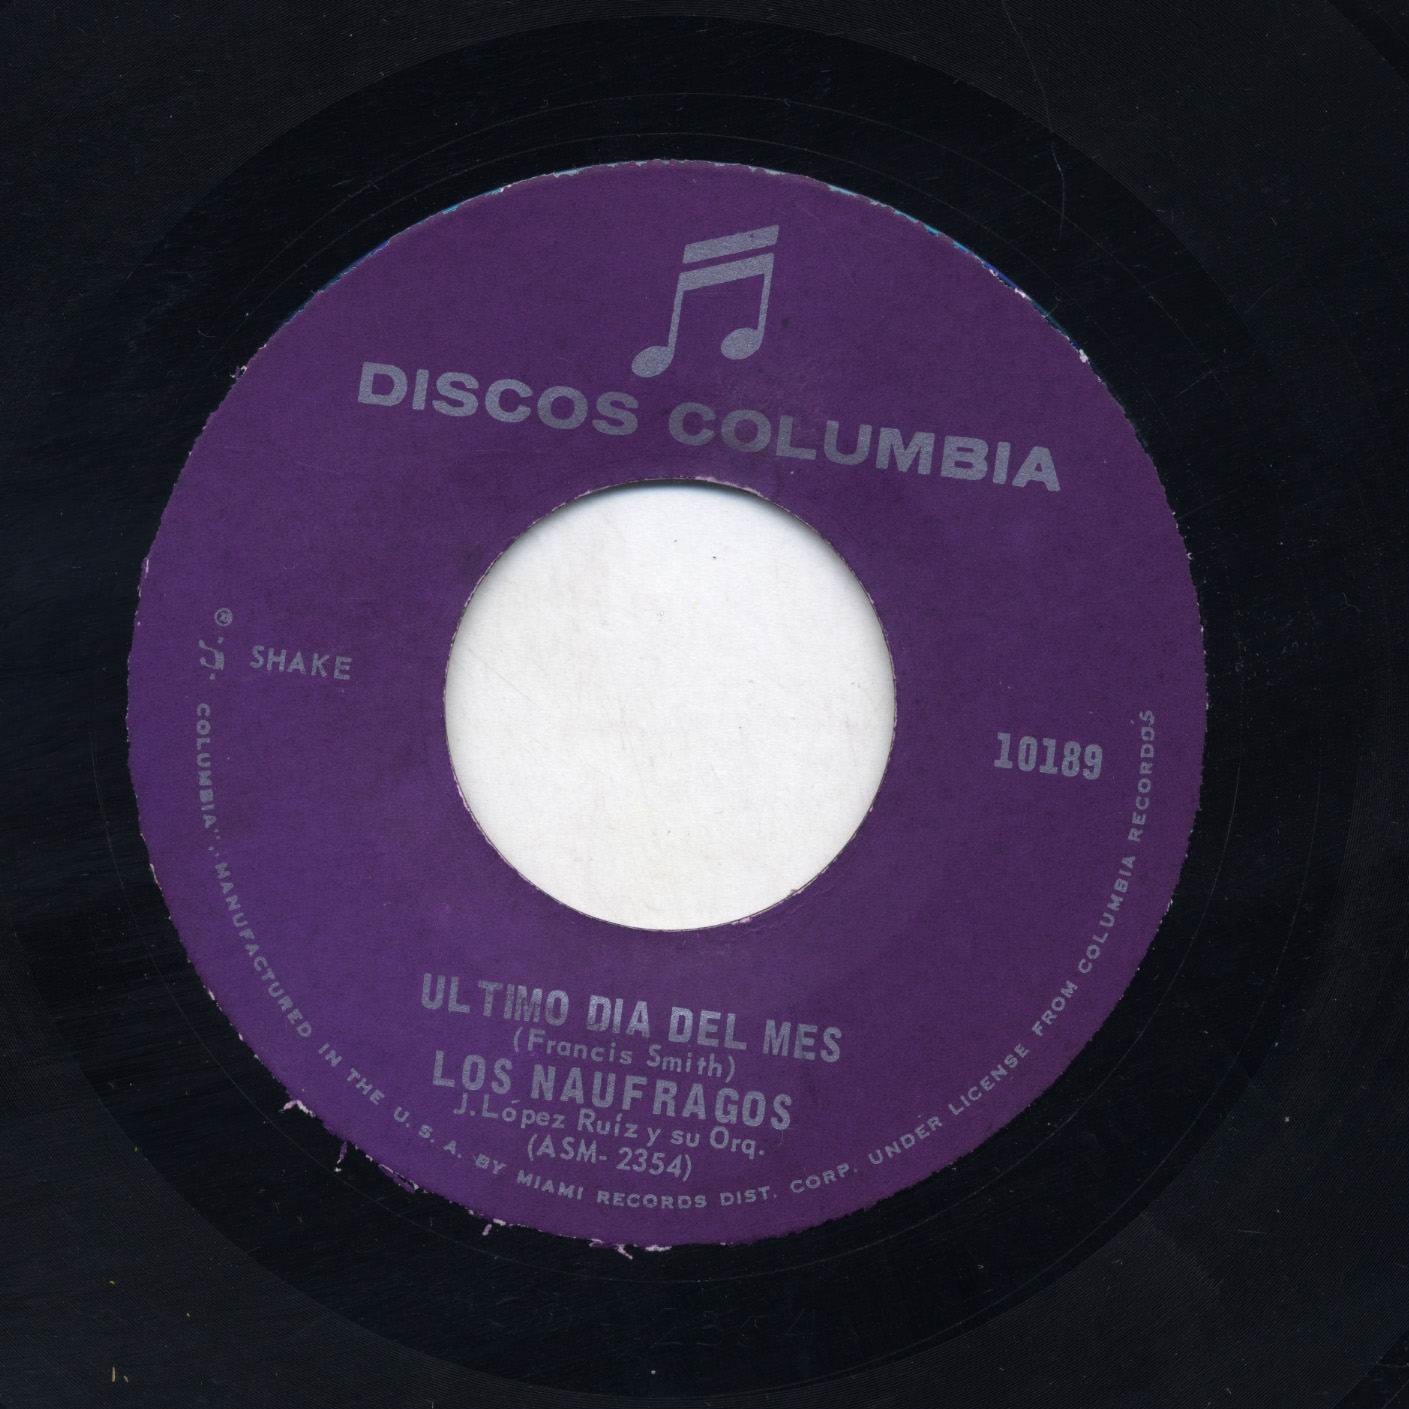 DISCOS COLUMBIA
SHAKE
10189
ULTIMO DIA DEL MES
(Francis Smith)
LOS NAUFRAGOS
J. López Ruíz y su Orq.
(ASM- 2354)
® COLUMBIA", MANUFACTURED IN THE U. S. A. BY MIAMI RECORDS DIST. CORP. UNDER LICENSE FROM COLUMBIA RECORDDS